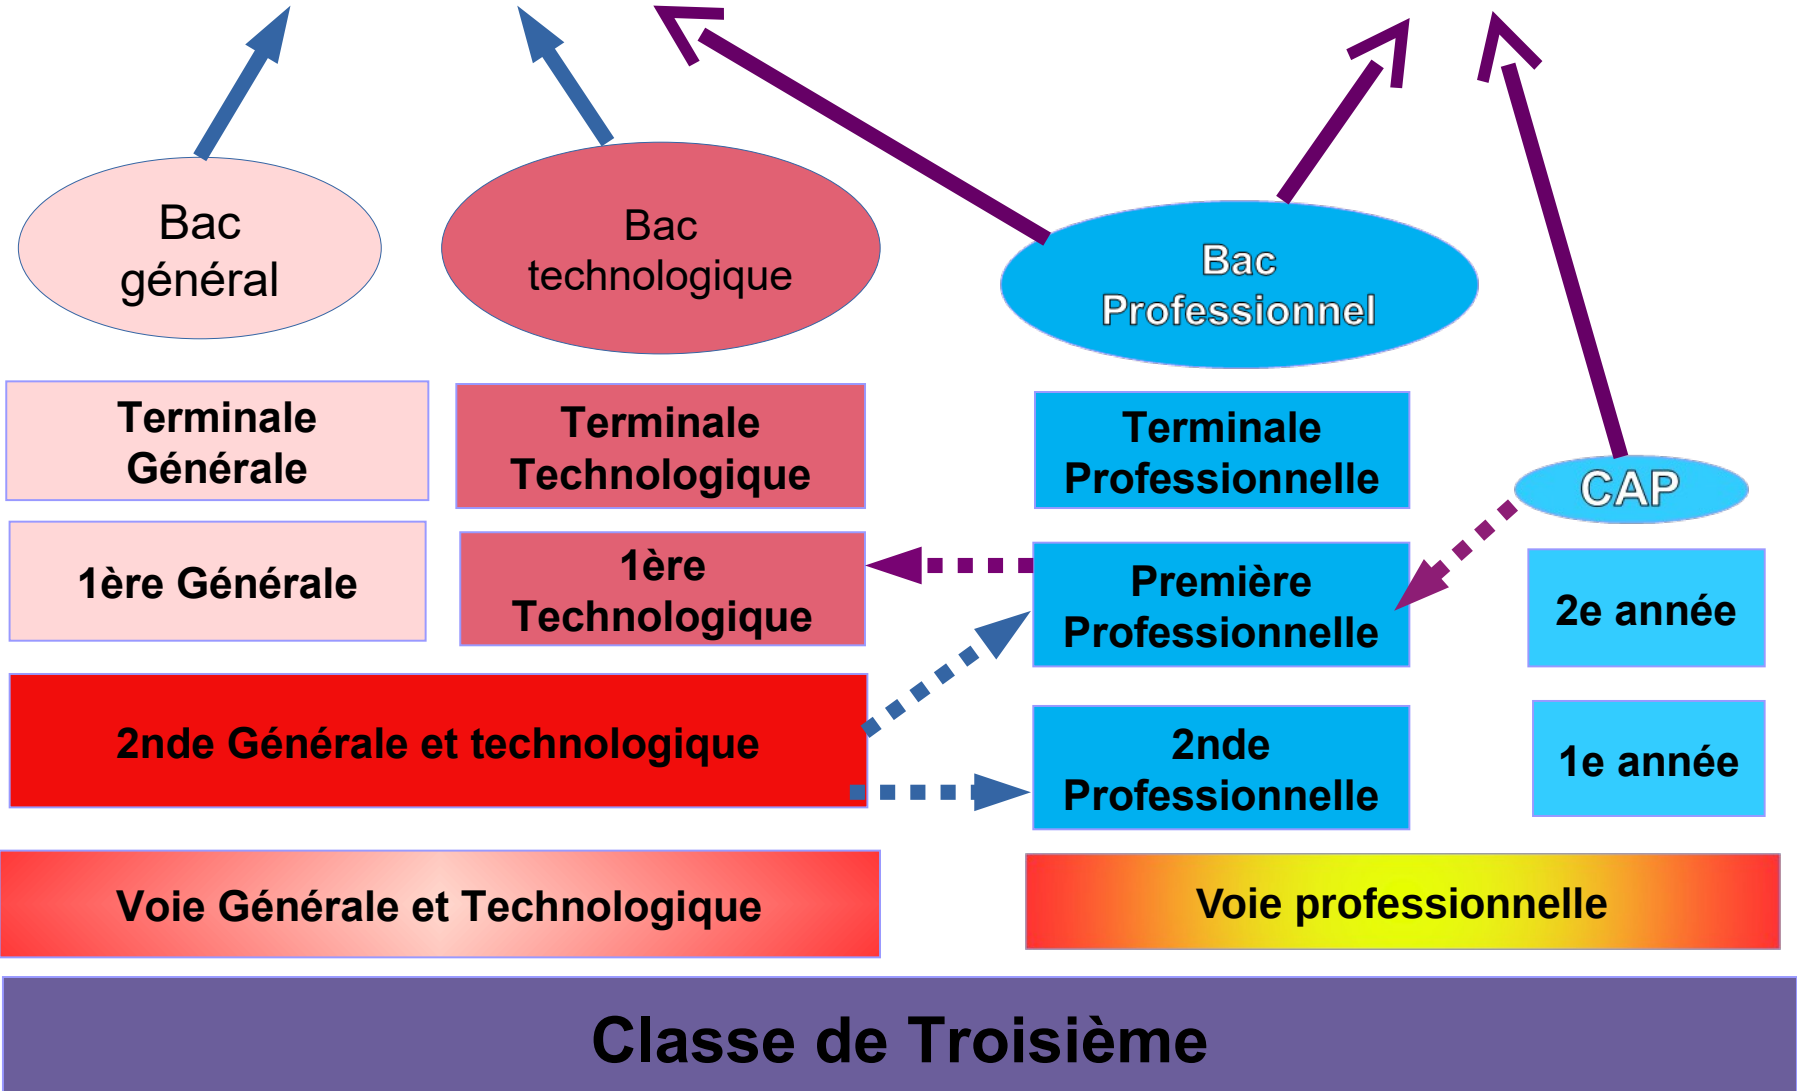 Bac
général
Bac
technologique
Bac
Professionnel
Terminale
Générale
Terminale
Technologique
Terminale
Professionnelle
CAP
1ère Générale
1ère
Technologique
Première
Professionnelle
2e année
2nde Générale et technologique
2nde
Professionnelle
1e année
Voie Générale et Technologique
Voie professionnelle
Classe de Troisième